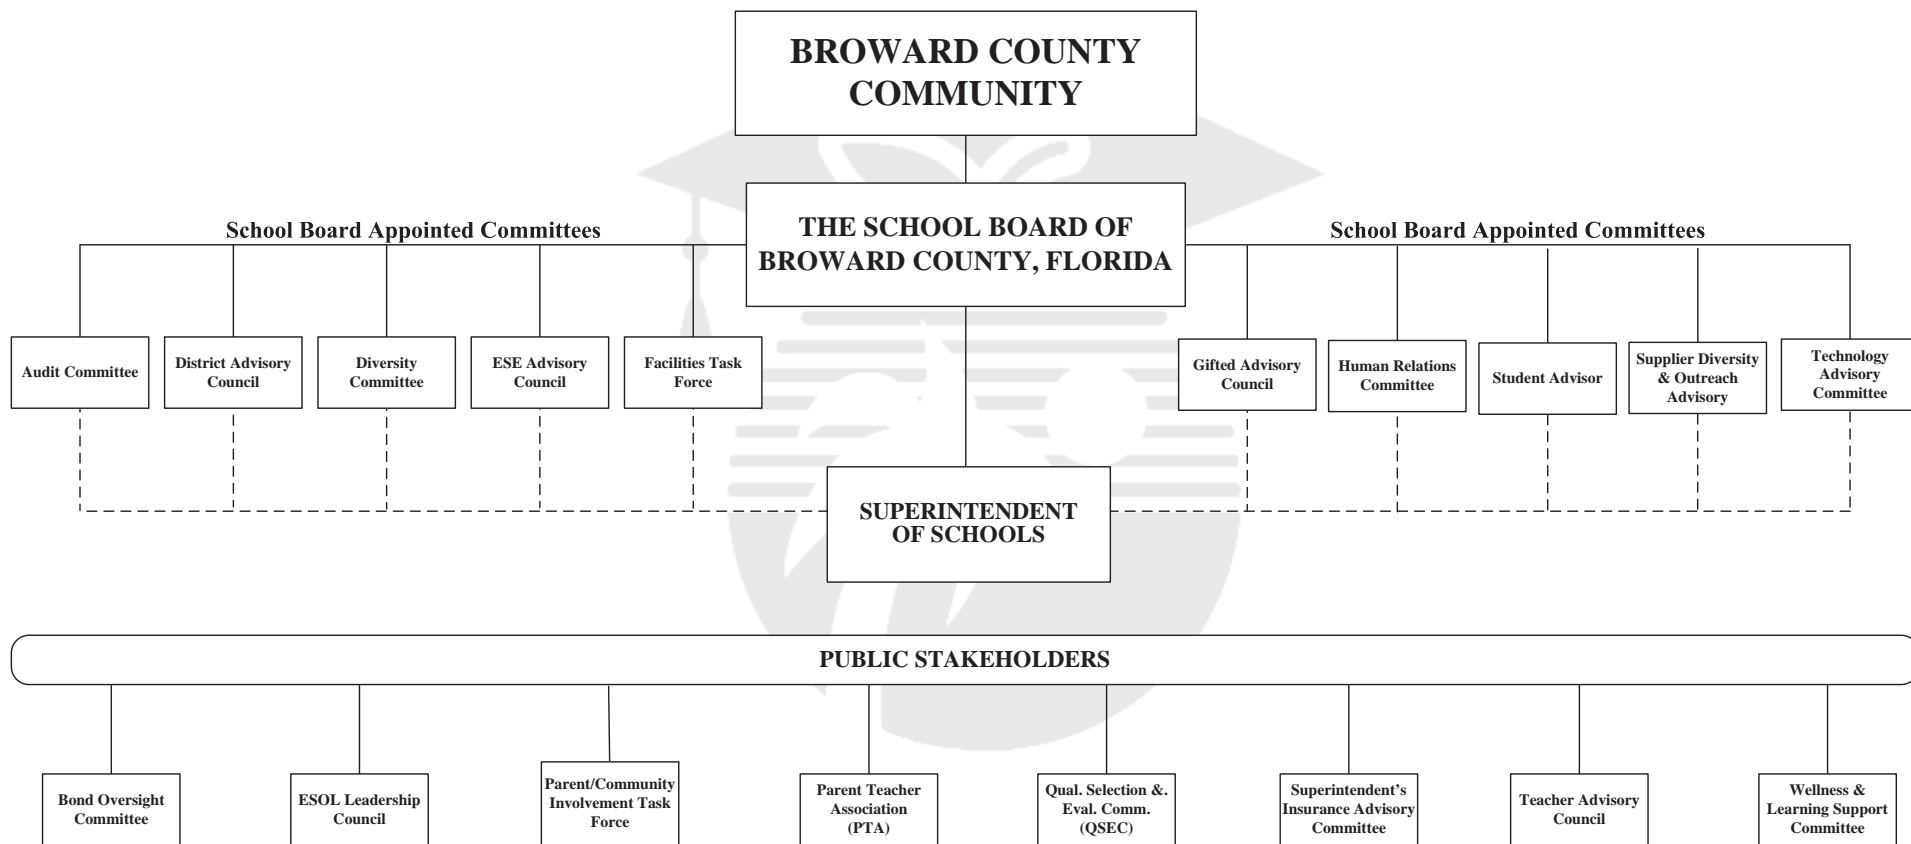 BROWARD COUNTY
COMMUNITY
THE SCHOOL BOARD OF
BROWARD COUNTY, FLORIDA
School Board Appointed Committees
School Board Appointed Committees
Audit Committee
District Advisory
Council
Diversity
Committee
ESE Advisory
Council
Facilities Task
Force
Gifted Advisory
Council
Human Relations
Committee
Student Advisor
Supplier Diversity
& Outreach
Advisory
Technology
Advisory
Committee
SUPERINTENDENT
OF SCHOOLS
PUBLIC STAKEHOLDERS
Bond Oversight
Committee
ESOL Leadership
Council
Parent/Community
Involvement Task
Force
Parent Teacher
Association
(PTA)
Qual. Selection &.
Eval. Comm.
(QSEC)
Superintendent’s
Insurance Advisory
Committee
Teacher Advisory
Council
Wellness &
Learning Support
Committee